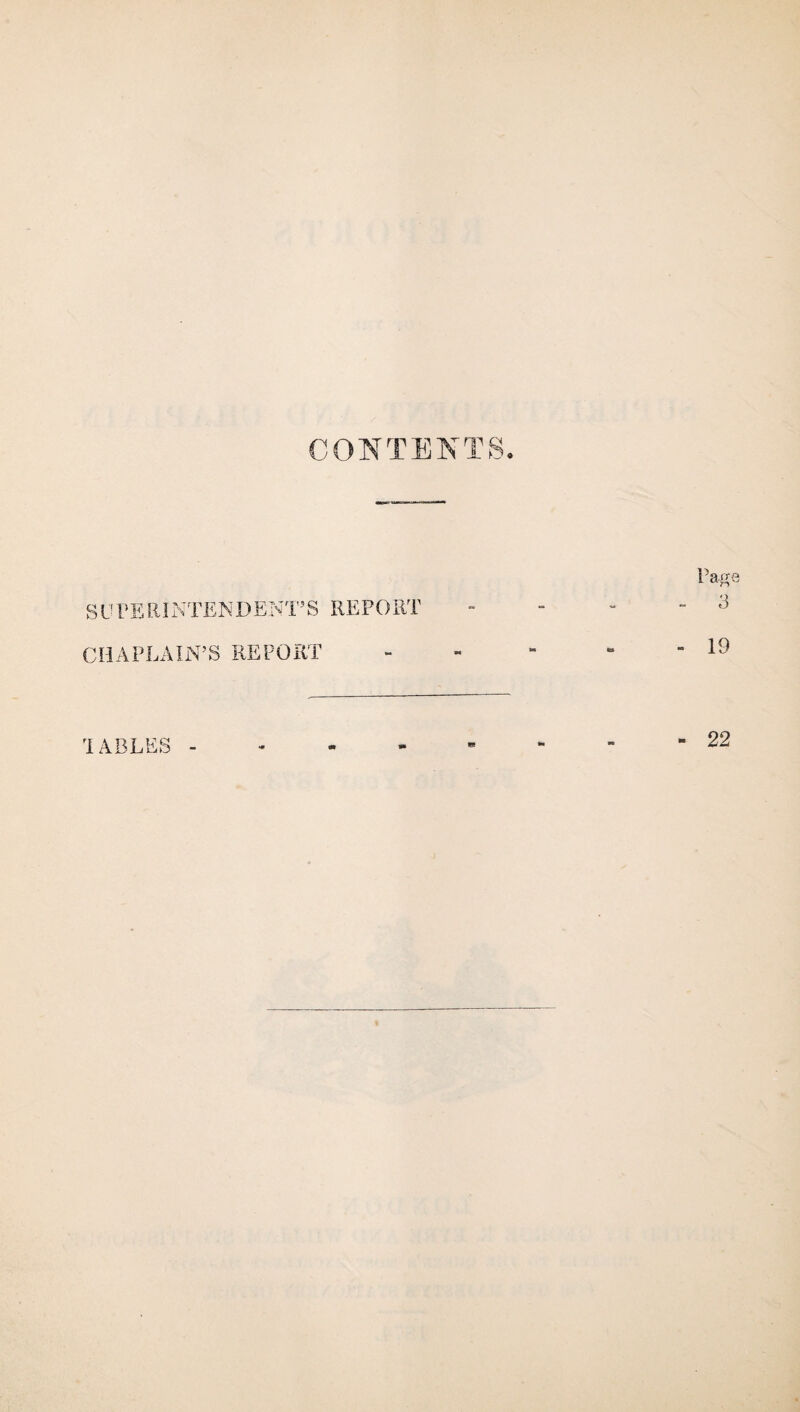 CONTENTS.
Page
SUPERINTENDENT'S REPORT - - - - 3
CHAPLAIN'S REPORT - - - - - 19
TABLES - - - - - - - - 22